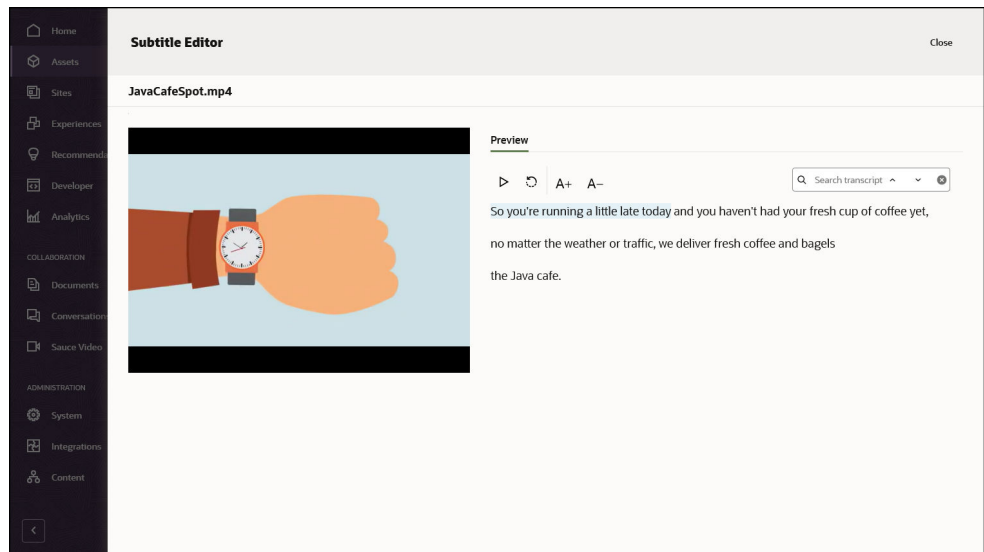 Home
Assets
Sites
Experiences
Recommenda
Developer
Analytics
COLLABORATION
Documents
Conversation
Sauce Video
ADMINISTRATION
System
Integrations
Content
Subtitle Editor
Close
JavaCafeSpot.mp4
Preview
A+ A−
Search transcript
So you're running a little late today and you haven't had your fresh cup of coffee yet,
no matter the weather or traffic, we deliver fresh coffee and bagels
the Java cafe.